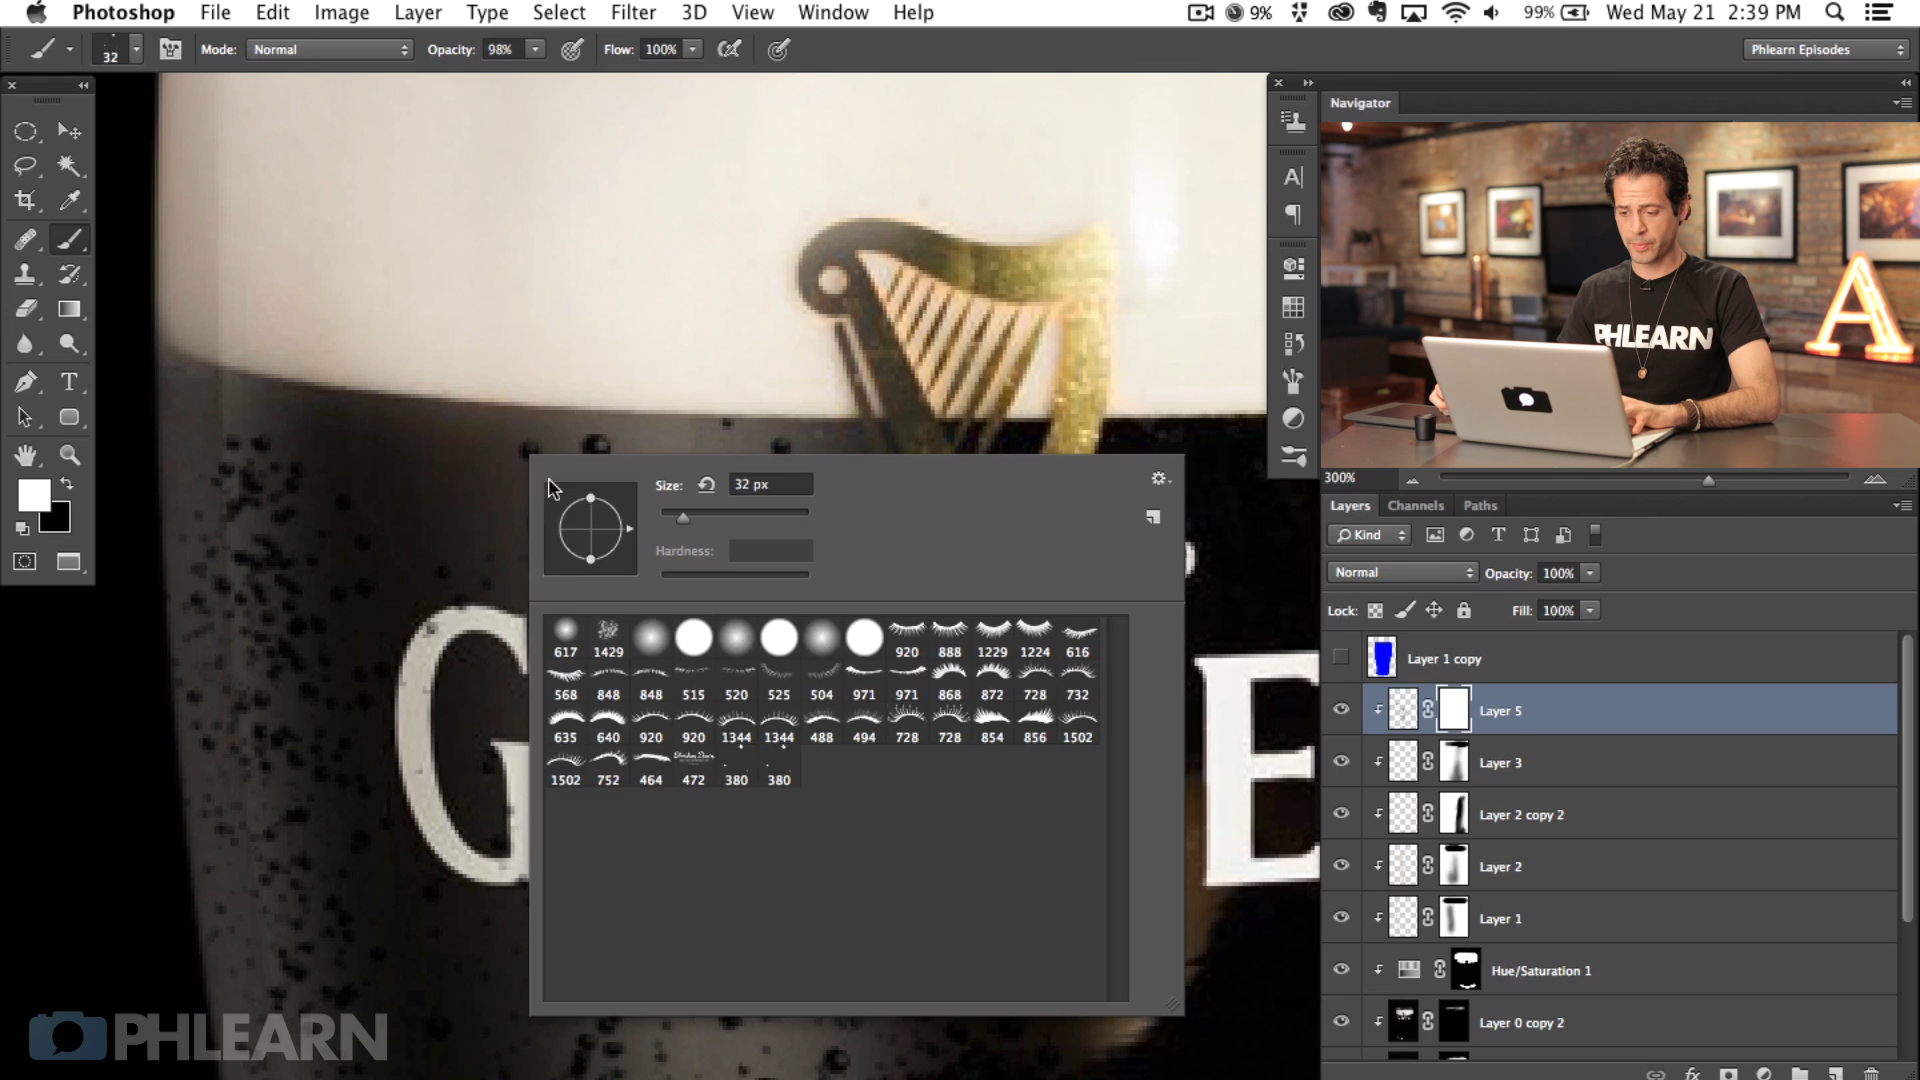 Photoshop File Edit Image Layer Type Select Filter 3D View Window Help 9% 99% Wed May 21 2:39 PM
32 Mode: Normal Opacity: 98% Flow: 100% Phlearn Episodes
Navigator
PHLEARN
A
300%
Size: 32 px
Hardness:
617 1429 920 888 1229 1224 616
568 848 848 515 520 525 504 971 971 868 872 728 732
635 640 920 920 1344 1344 488 494 728 728 854 856 1502
1502 752 464 472 380 380
G E
Layers Channels Paths
Kind
Normal Opacity: 100%
Lock: Fill: 100%
Layer 1 copy
Layer 5
Layer 3
Layer 2 copy 2
Layer 2
Layer 1
Hue/Saturation 1
Layer 0 copy 2
fx
PHLEARN